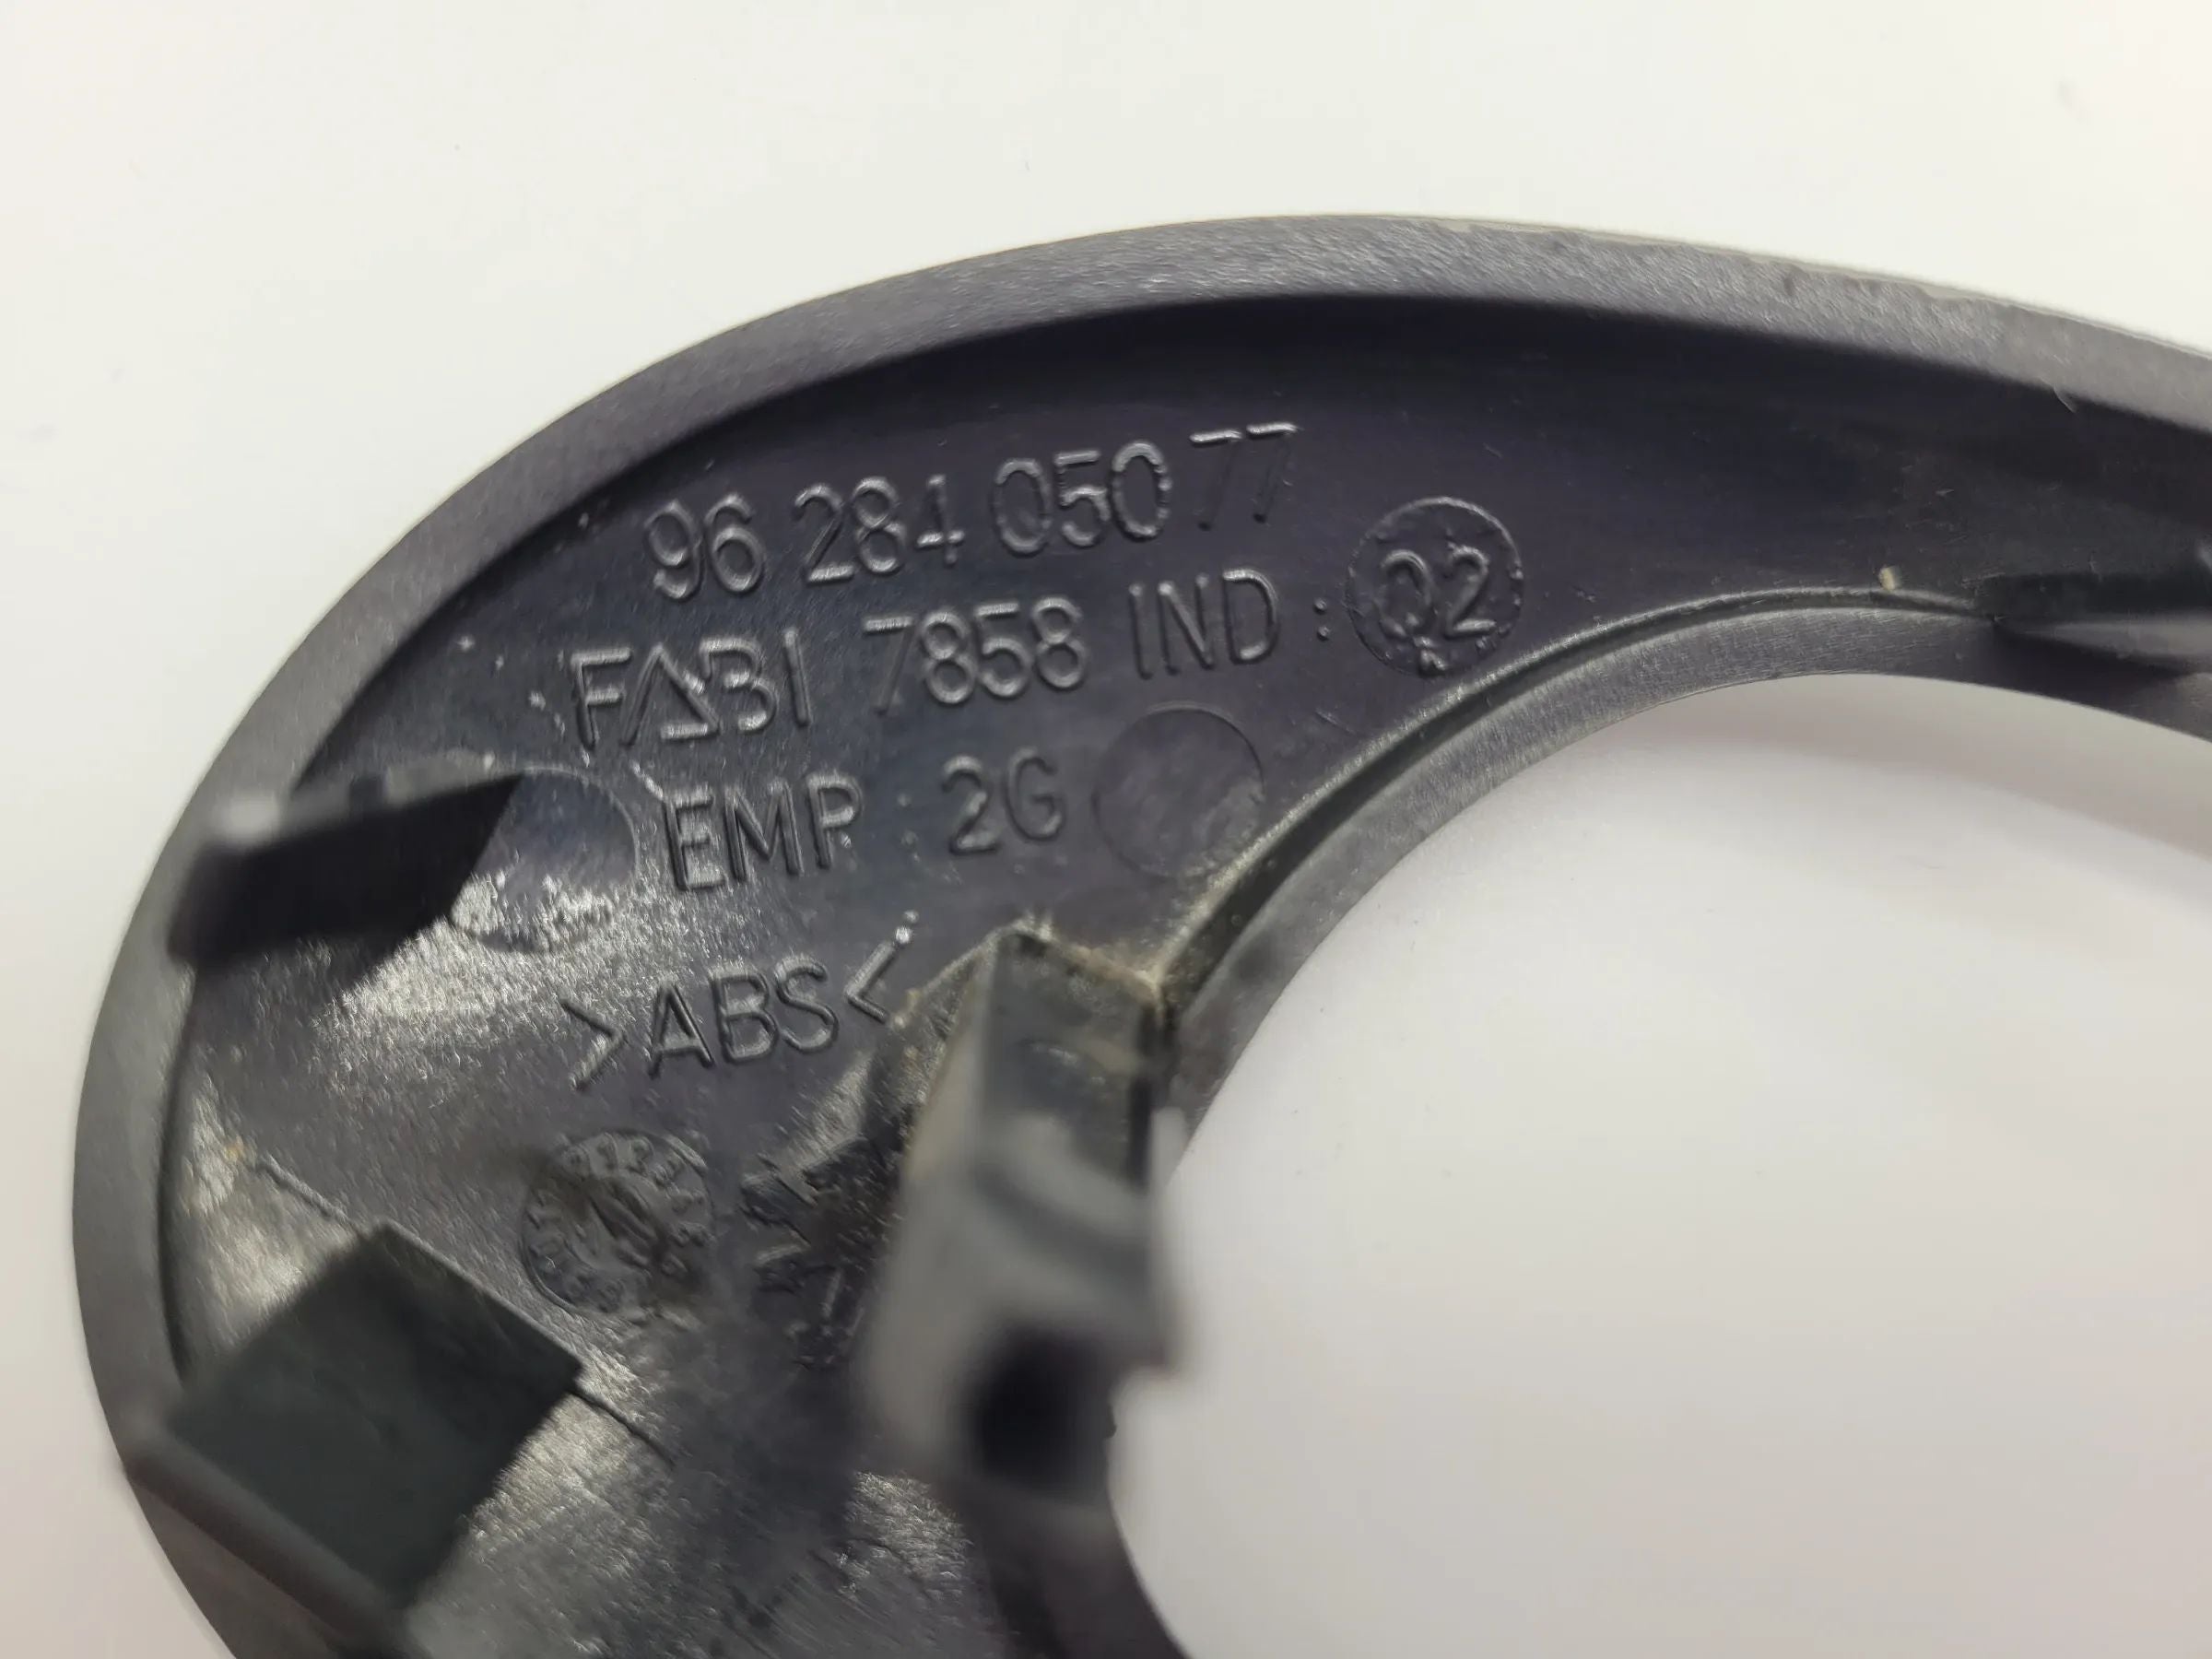 96 284 050 77
FABI 7858 IND : 02
EMP : 2G
>ABS<